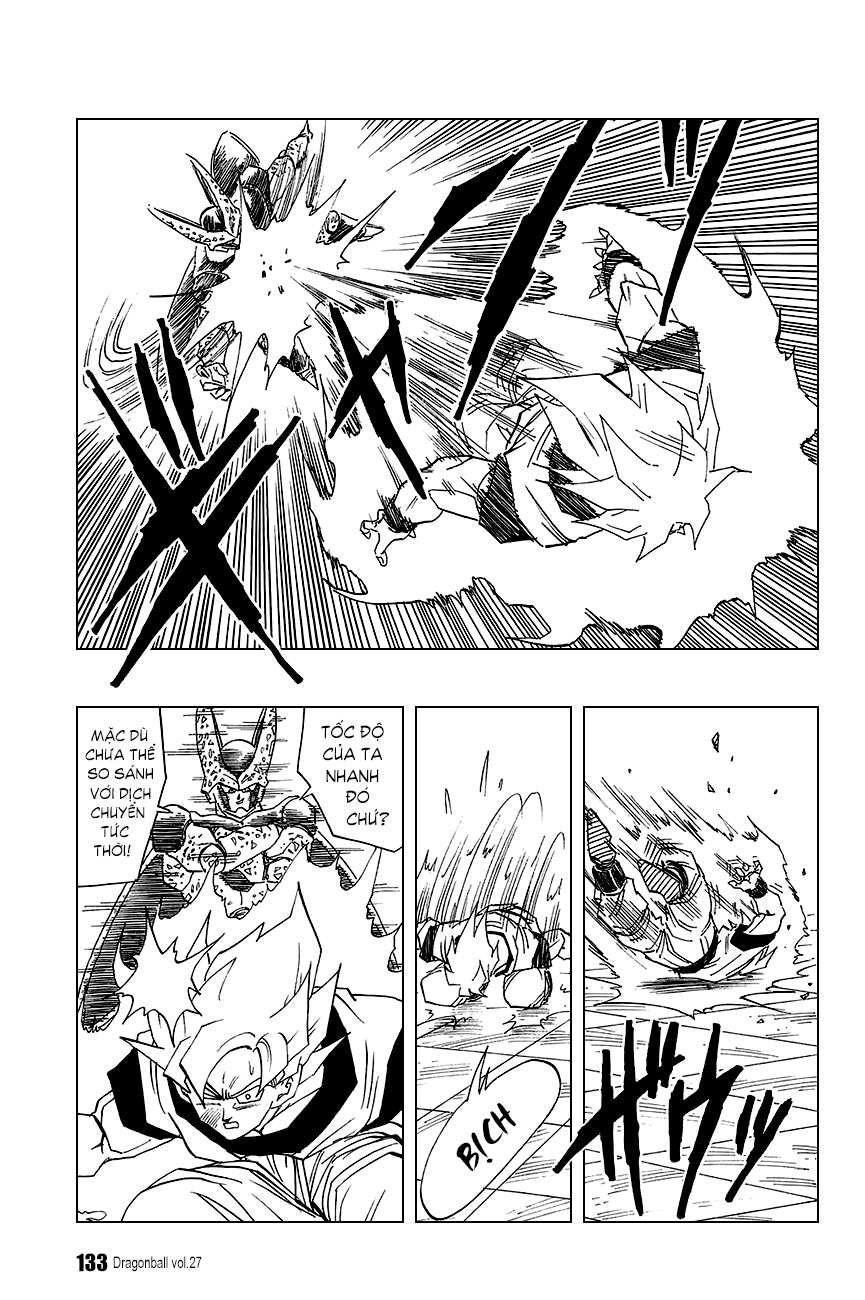 BỊCH
TỐC ĐỘ
CỦA TA
NHANH
ĐÓ
CHỨ?
MẶC DÙ
CHƯA THỂ
SO SÁNH
VỚI DỊCH
CHUYỂN
TỨC
THỜI!
133 Dragonball vol.27